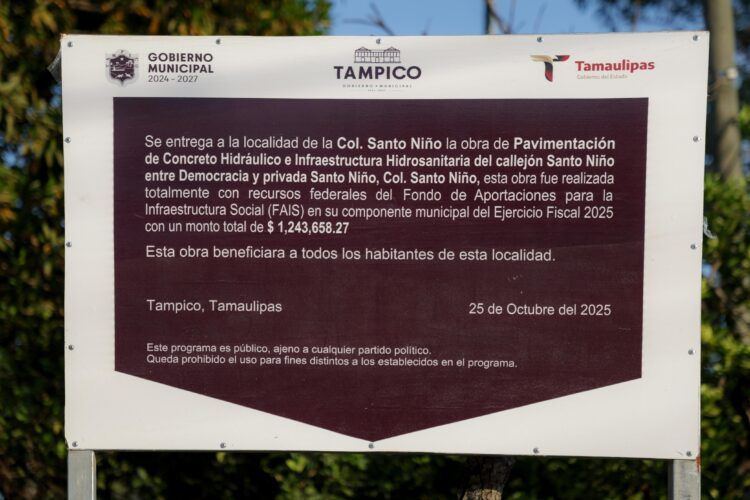 GOBIERNO
MUNICIPAL
2024 - 2027
TAMPICO
GOBIERNO MUNICIPAL
Tamaulipas
Gobierno del Estado
Se entrega a la localidad de la Col. Santo Niño la obra de Pavimentación
de Concreto Hidráulico e Infraestructura Hidrosanitaria del callejón Santo Niño
entre Democracia y privada Santo Niño, Col. Santo Niño, esta obra fue realizada
totalmente con recursos federales del Fondo de Aportaciones para la
Infraestructura Social (FAIS) en su componente municipal del Ejercicio Fiscal 2025
con un monto total de $ 1,243,658.27
Esta obra beneficiara a todos los habitantes de esta localidad.
Tampico, Tamaulipas
25 de Octubre del 2025
Este programa es público, ajeno a cualquier partido político.
Queda prohibido el uso para fines distintos a los establecidos en el programa.